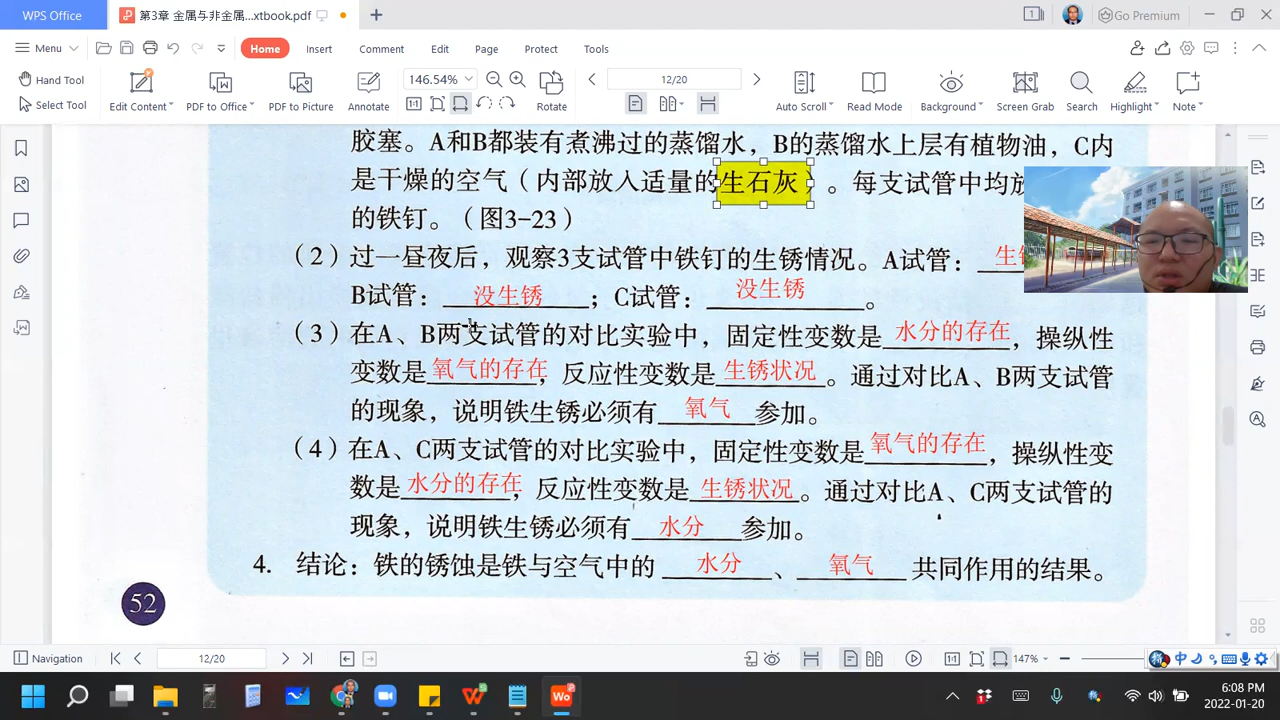 WPS Office
第3章 金属与非金属...xtbook.pdf
1
Go Premium
Menu
Home
Insert
Comment
Edit
Page
Protect
Tools
Hand Tool
Select Tool
Edit Content
PDF to Office
PDF to Picture
Annotate
146.54%
Rotate
12/20
Auto Scroll
Read Mode
Background
Screen Grab
Search
Highlight
Note
胶塞。A和B都装有煮沸过的蒸馏水，B的蒸馏水上层有植物油，C内
是干燥的空气（内部放入适量的生石灰）。每支试管中均放
的铁钉。（图3-23）
（2）过一昼夜后，观察3支试管中铁钉的生锈情况。A试管：生
B试管：没生锈；C试管：没生锈。
（3）在A、B两支试管的对比实验中，固定性变数是水分的存在，操纵性
变数是氧气的存在，反应性变数是生锈状况。通过对比A、B两支试管
的现象，说明铁生锈必须有氧气参加。
（4）在A、C两支试管的对比实验中，固定性变数是氧气的存在，操纵性变
数是水分的存在，反应性变数是生锈状况。通过对比A、C两支试管的
现象，说明铁生锈必须有水分参加。
4. 结论：铁的锈蚀是铁与空气中的水分、氧气共同作用的结果。
52
Navigation
12/20
147%
中
6:08 PM
2022-01-20